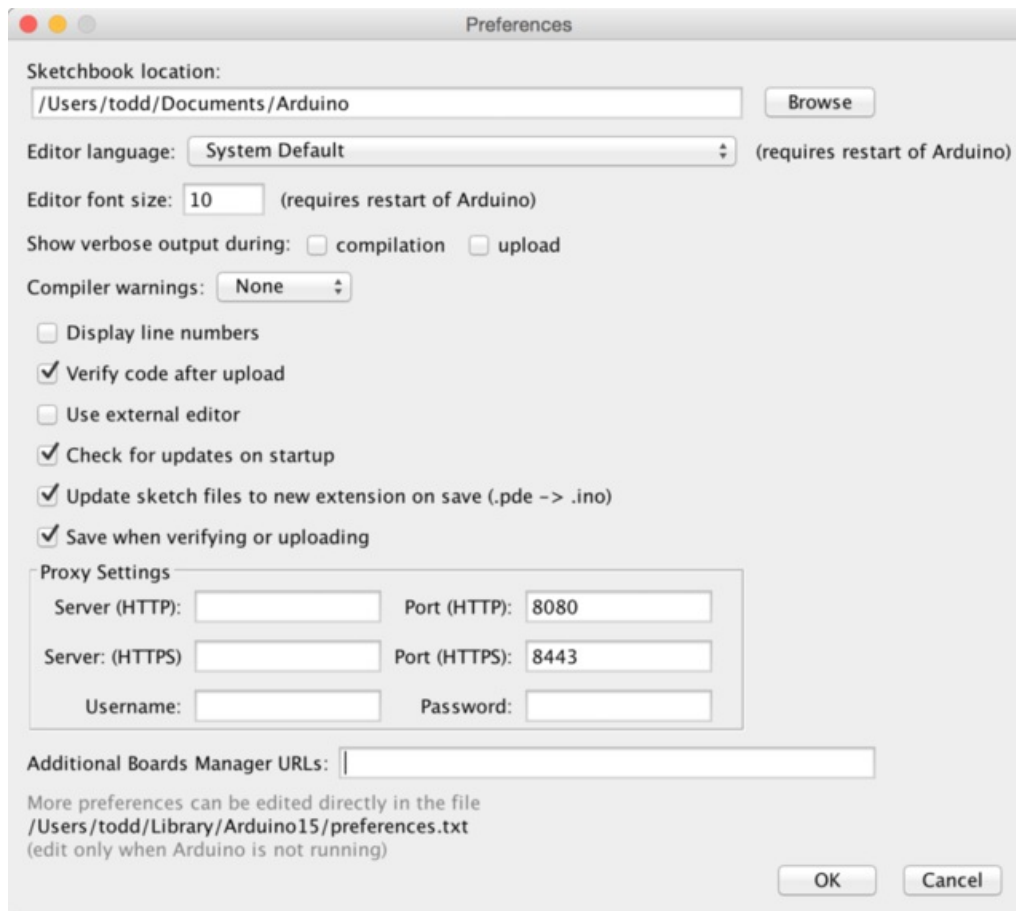 Preferences
Sketchbook location:
/Users/todd/Documents/Arduino Browse
Editor language: System Default (requires restart of Arduino)
Editor font size: 10 (requires restart of Arduino)
Show verbose output during: compilation upload
Compiler warnings: None
Display line numbers
Verify code after upload
Use external editor
Check for updates on startup
Update sketch files to new extension on save (.pde -> .ino)
Save when verifying or uploading
Proxy Settings
Server (HTTP): Port (HTTP): 8080
Server: (HTTPS) Port (HTTPS): 8443
Username: Password:
Additional Boards Manager URLs:
More preferences can be edited directly in the file
/Users/todd/Library/Arduino15/preferences.txt
(edit only when Arduino is not running)
OK Cancel